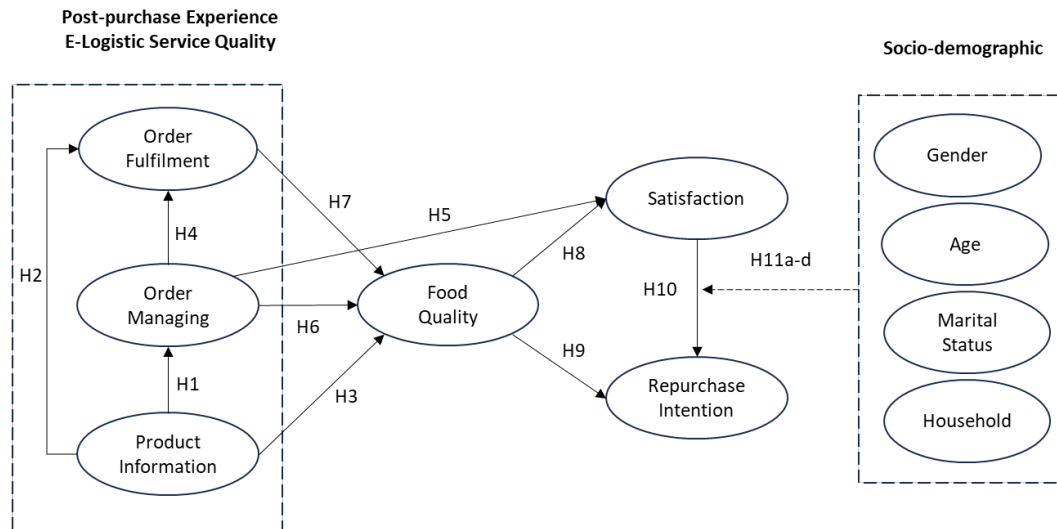 Post-purchase Experience
E-Logistic Service Quality
Socio-demographic
Order
Fulfilment
Gender
H7
Satisfaction
H5
H4
H8
H11a-d
Age
H2
H10
Order
Managing
Food
Quality
H6
Marital
Status
H9
H1
H3
Repurchase
Intention
Household
Product
Information